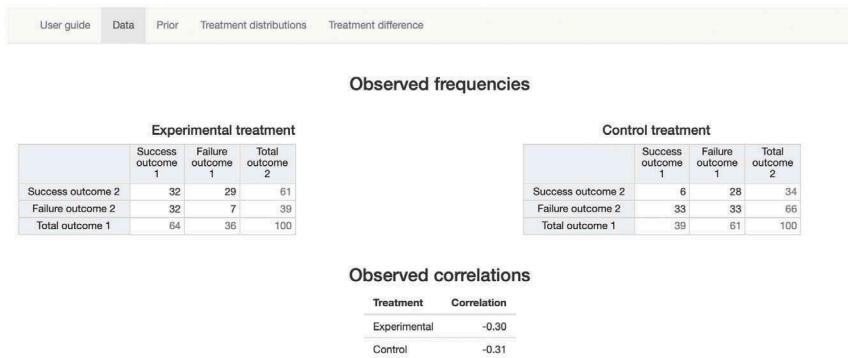 User guide Data Prior Treatment distributions Treatment difference
Observed frequencies
Experimental treatment
Success outcome 1 Failure outcome 1 Total outcome 2
Success outcome 2 32 29 61
Failure outcome 2 32 7 39
Total outcome 1 64 36 100
Control treatment
Success outcome 1 Failure outcome 1 Total outcome 2
Success outcome 2 6 28 34
Failure outcome 2 33 33 66
Total outcome 1 39 61 100
Observed correlations
Treatment Correlation
Experimental -0.30
Control -0.31